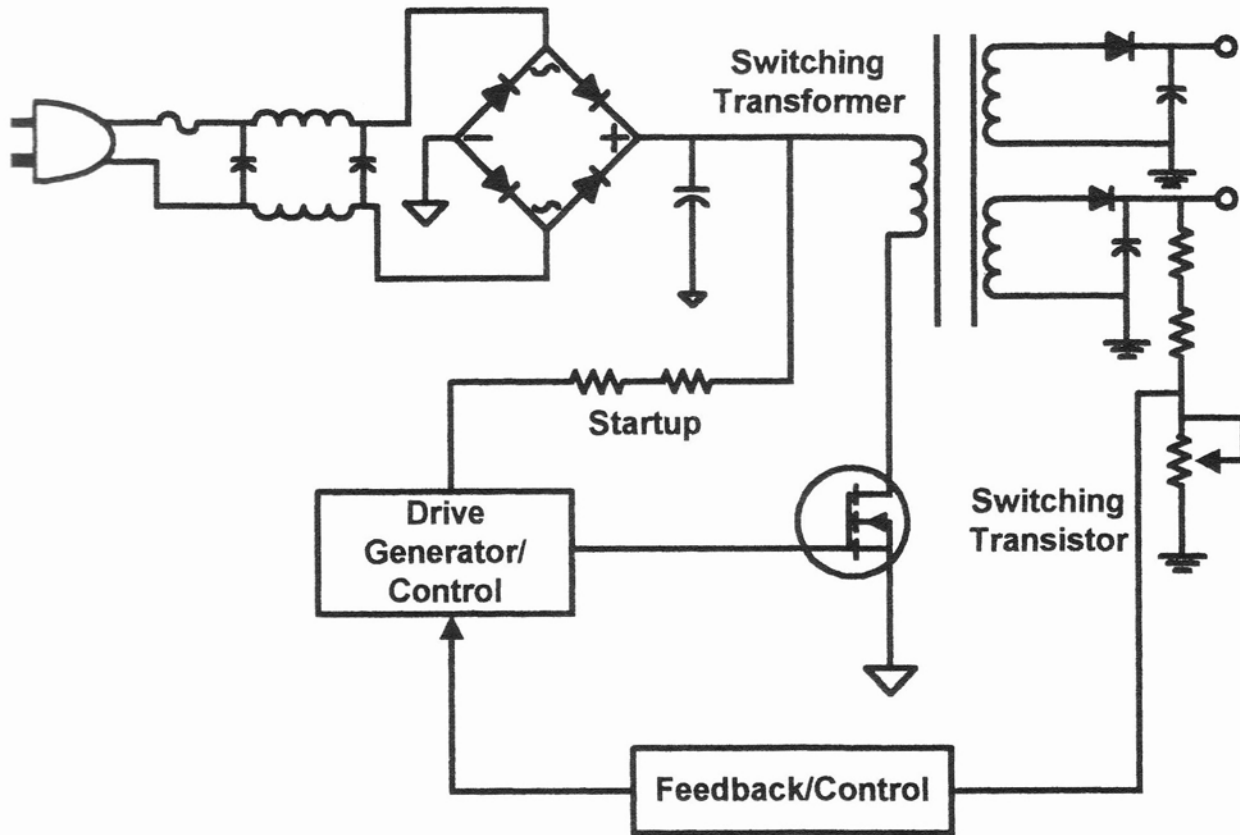 Switching
Transformer
Startup
Drive
Generator/
Control
Switching
Transistor
Feedback/Control